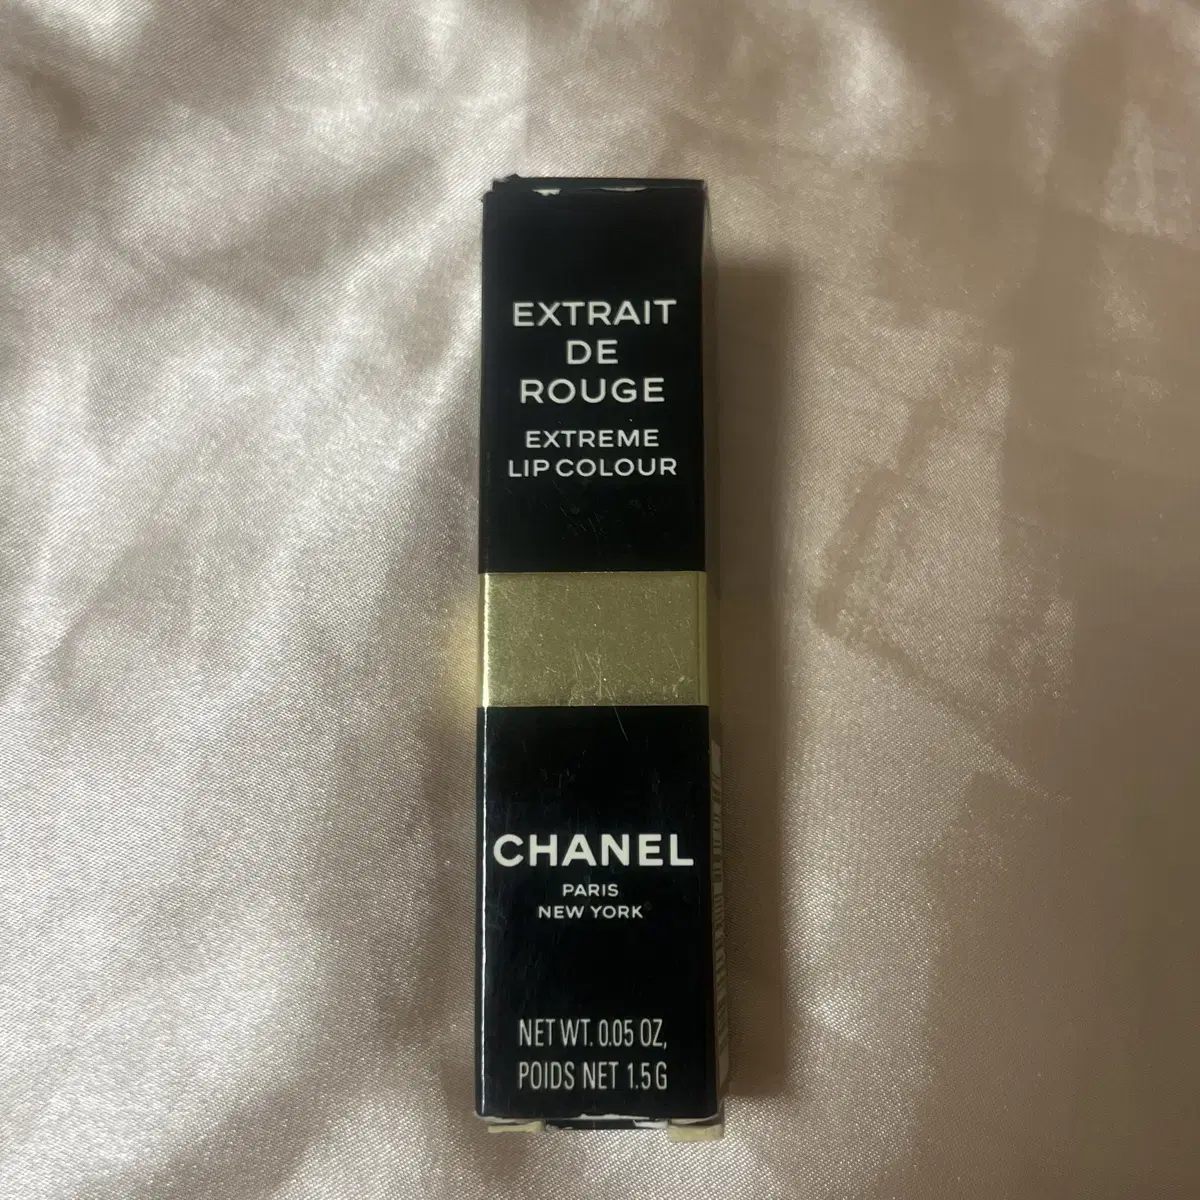 EXTRAIT
DE
ROUGE
EXTREME
LIP COLOUR
CHANEL
PARIS
NEW YORK
NET WT. 0.05 OZ,
POIDS NET 1.5 G